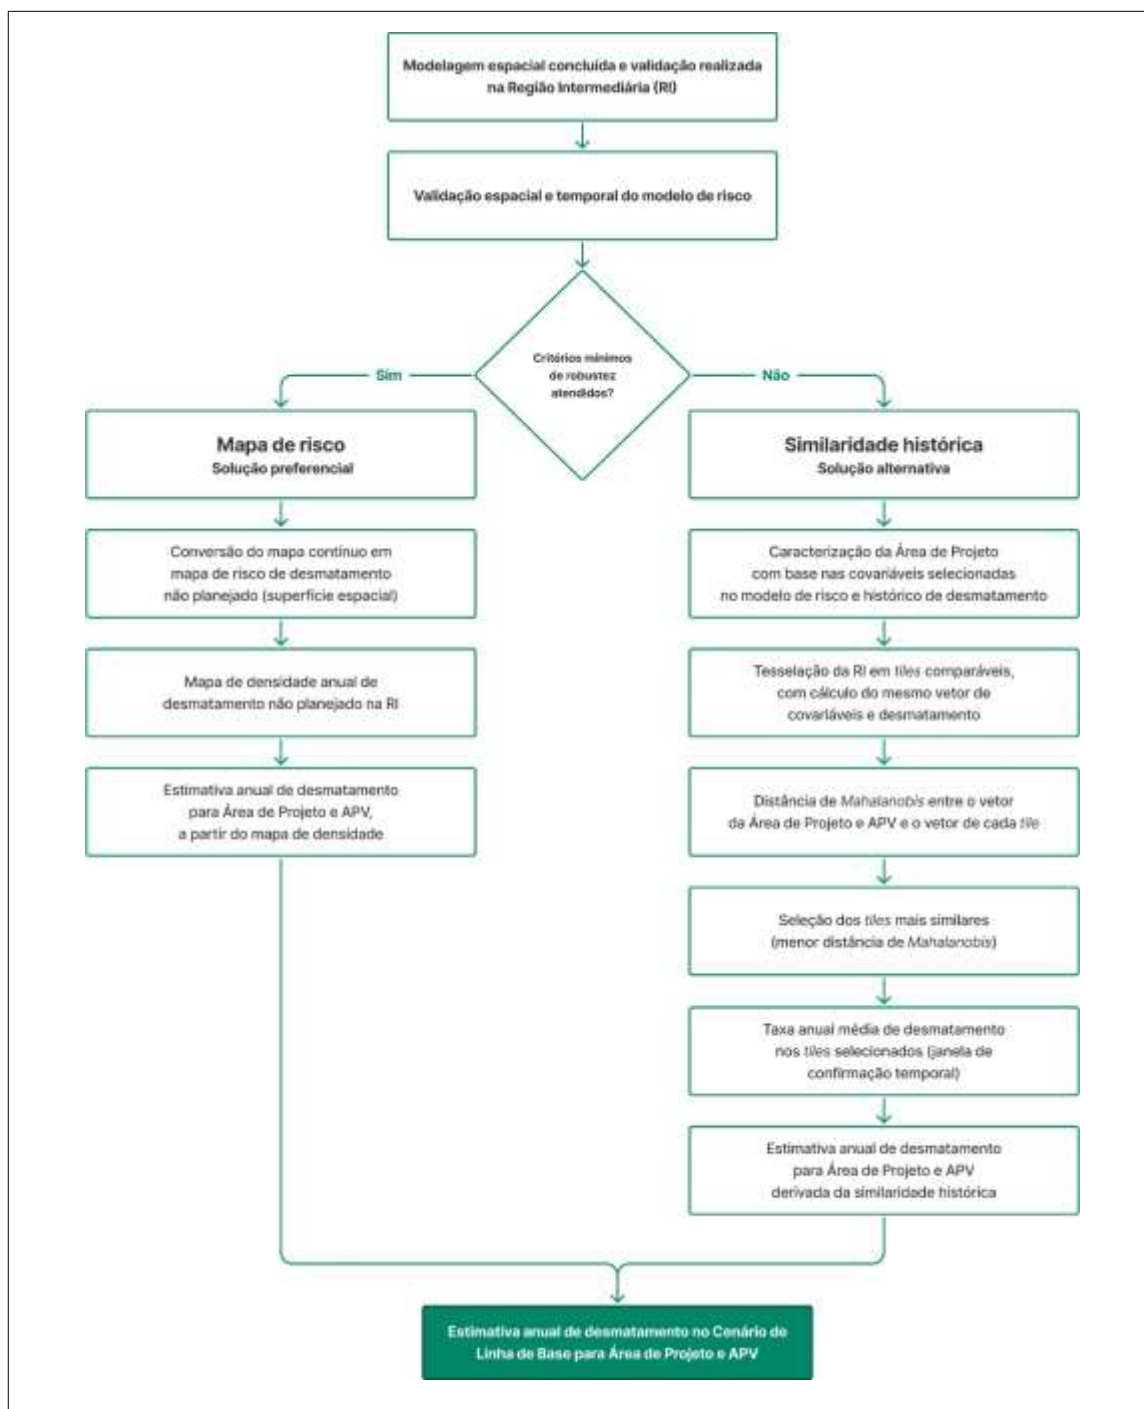 Modelagem espacial concluída e validação realizada
na Região Intermediária (RI)
Validação espacial e temporal do modelo de risco
Critérios mínimos
de robustez
atendidos?
Sim
Não
Mapa de risco
Solução preferencial
Conversão do mapa contínuo em
mapa de risco de desmatamento
não planejado (superfície espacial)
Mapa de densidade anual de
desmatamento não planejado na RI
Estimativa anual de desmatamento
para Área de Projeto e APV,
a partir do mapa de densidade
Similaridade histórica
Solução alternativa
Caracterização da Área de Projeto
com base nas covariáveis selecionadas
no modelo de risco e histórico de desmatamento
Tesselação da RI em tiles comparáveis,
com cálculo do mesmo vetor de
covariáveis e desmatamento
Distância de Mahalanobis entre o vetor
da Área de Projeto e APV e o vetor de cada tile
Seleção dos tiles mais similares
(menor distância de Mahalanobis)
Taxa anual média de desmatamento
nos tiles selecionados (janela de
confirmação temporal)
Estimativa anual de desmatamento
para Área de Projeto e APV
derivada da similaridade histórica
Estimativa anual de desmatamento no Cenário de
Linha de Base para Área de Projeto e APV